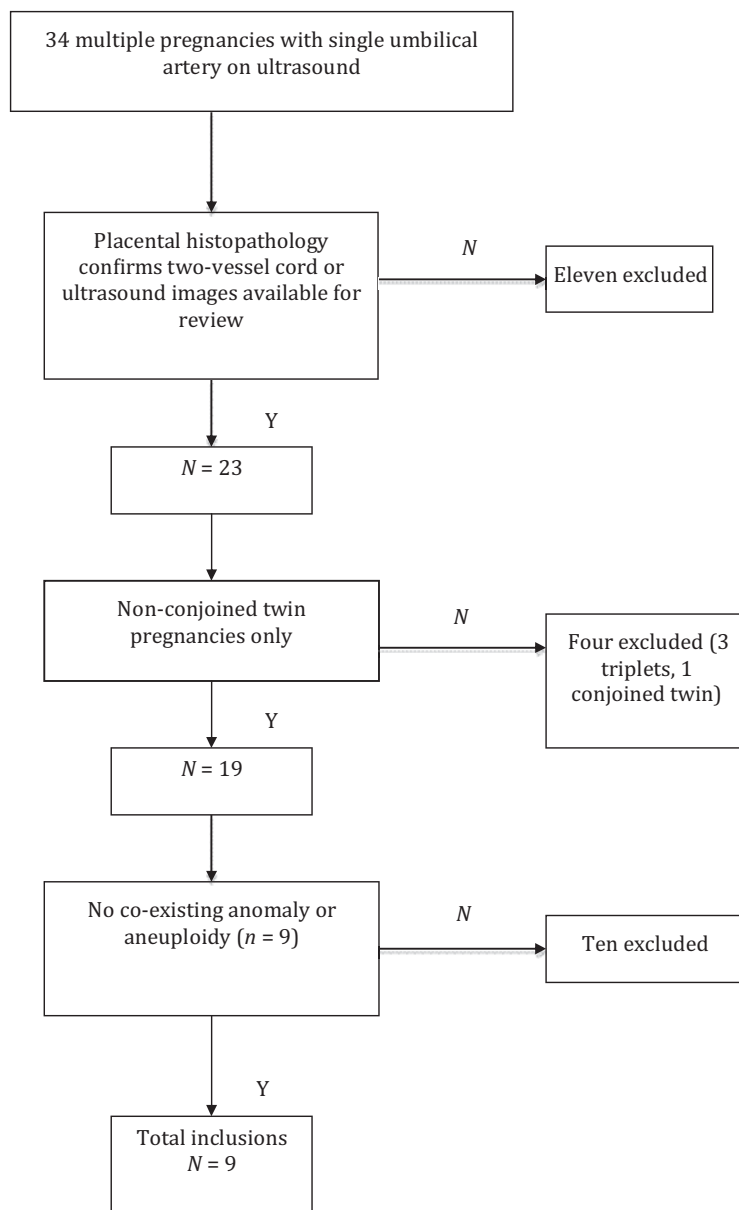 34 multiple pregnancies with single umbilical
artery on ultrasound
Placental histopathology
confirms two-vessel cord or
ultrasound images available for
review
N
Eleven excluded
Y
N = 23
Non-conjoined twin
pregnancies only
N
Four excluded (3
triplets, 1
conjoined twin)
Y
N = 19
No co-existing anomaly or
aneuploidy (n = 9)
N
Ten excluded
Y
Total inclusions
N = 9